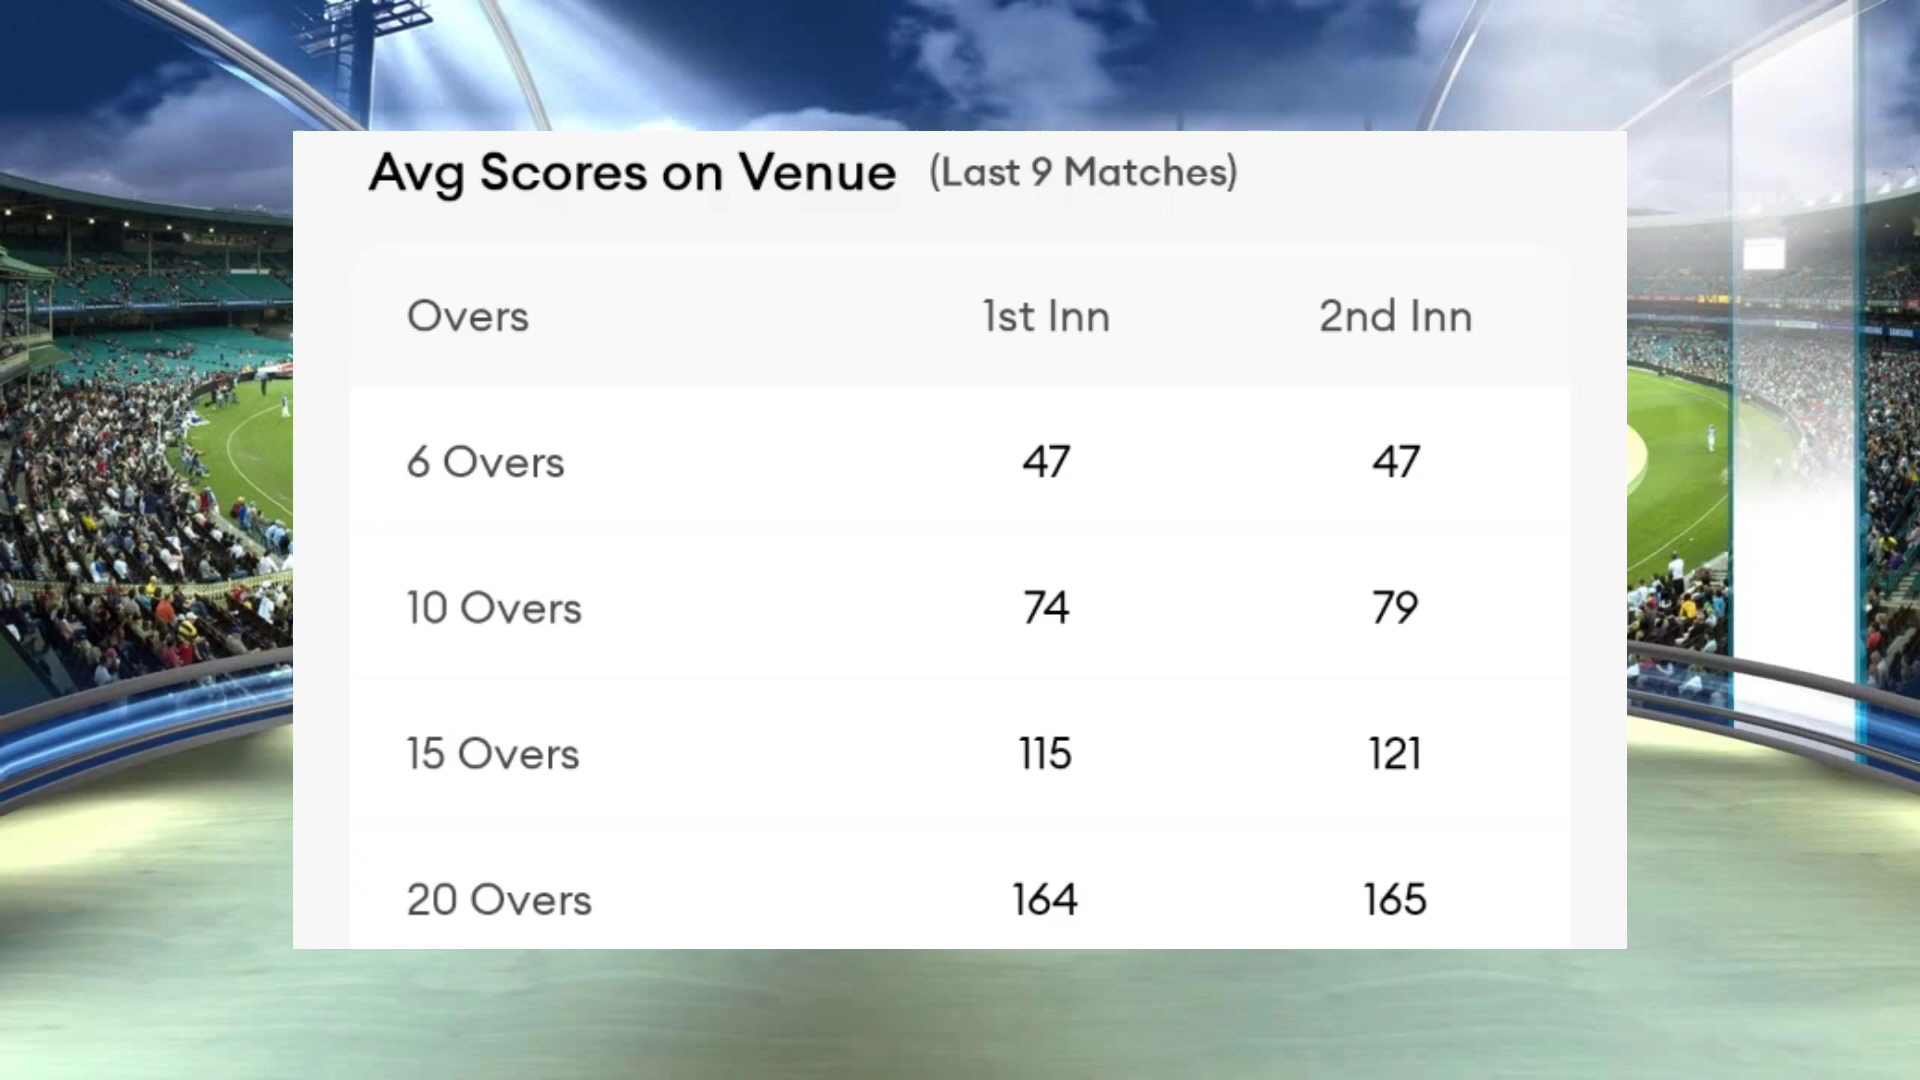 Avg Scores on Venue (Last 9 Matches)
Overs 1st Inn 2nd Inn
6 Overs 47 47
10 Overs 74 79
15 Overs 115 121
20 Overs 164 165